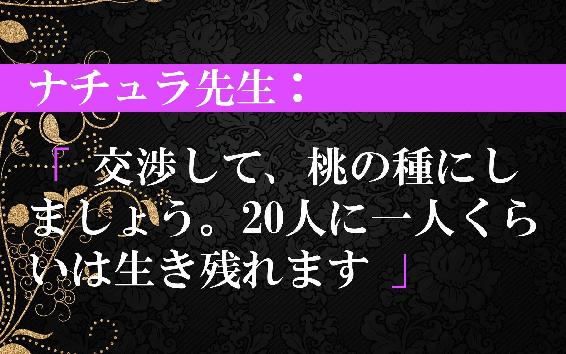 ナチュラ先生：
「 交渉して、桃の種にし
ましょう。20人に一人くら
いは生き残れます 」